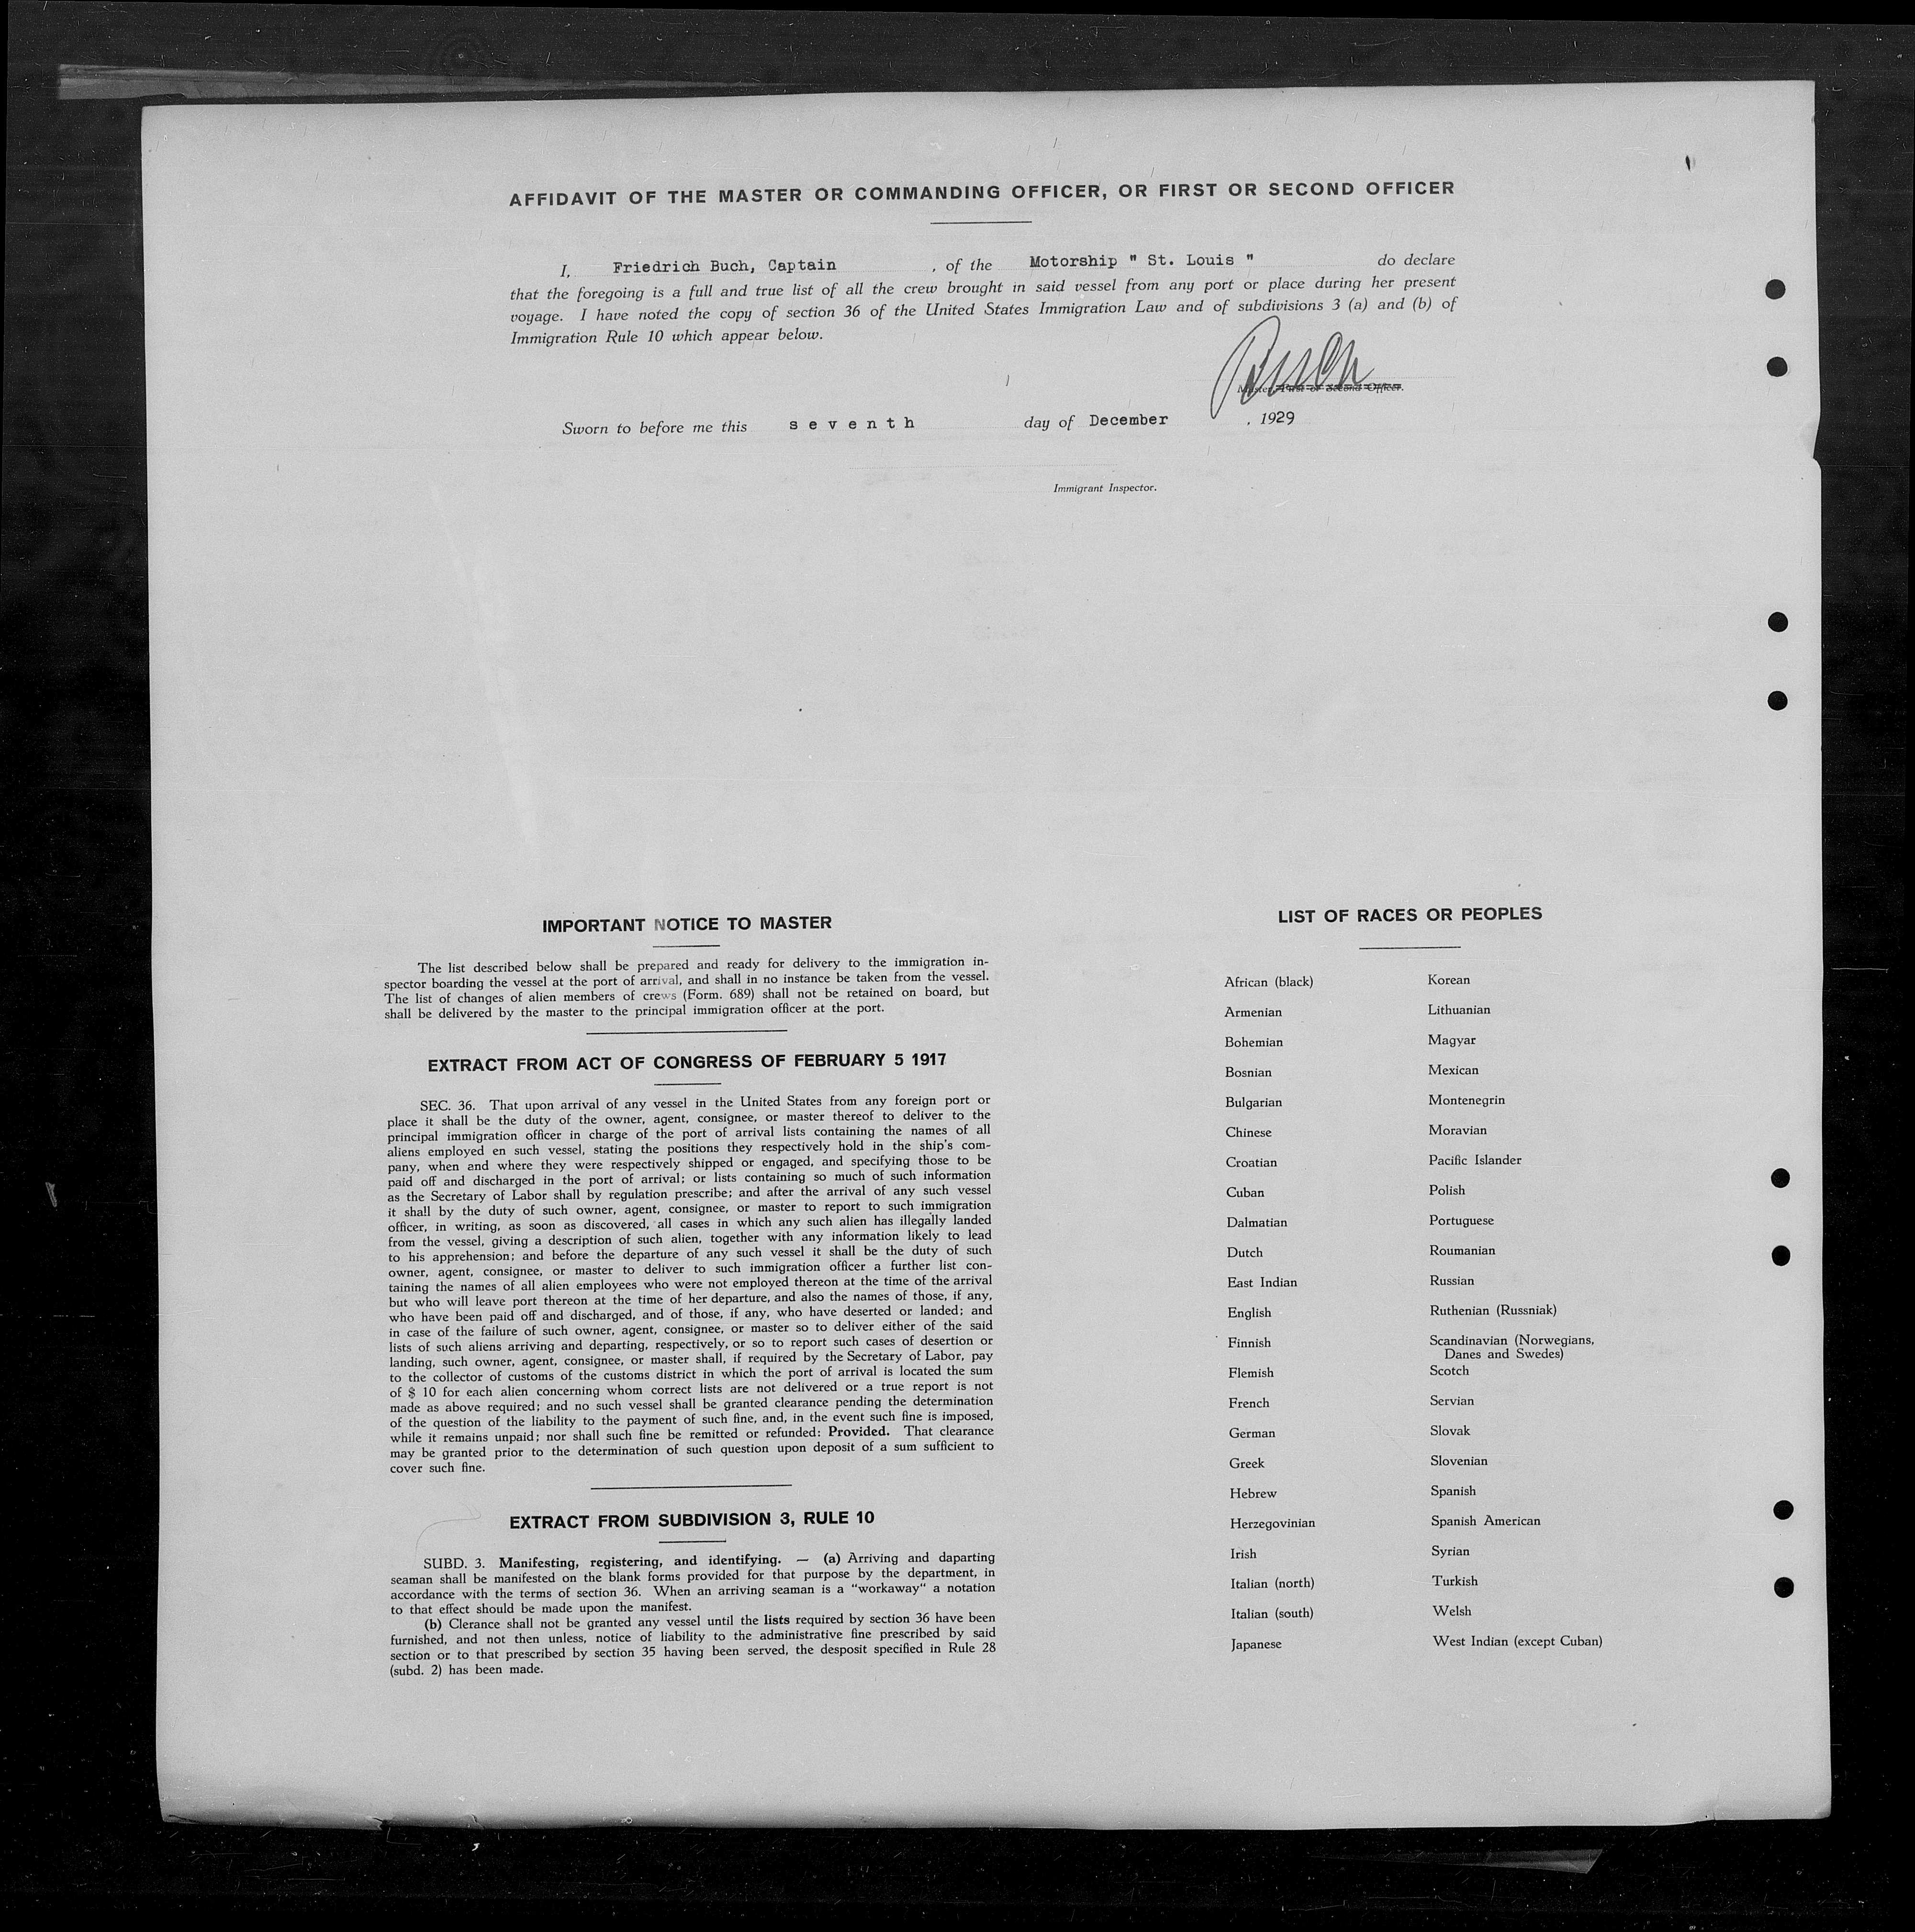 AFFIDAVIT OF THE MASTER OR COMMANDING OFFICER, OR FIRST OR SECOND OFFICER
I, Friedrich Buch, Captain , of the Motorship " St. Louis " do declare
that the foregoing is a full and true list of all the crew brought in said vessel from any port or place during her present
voyage. I have noted the copy of section 36 of the United States Immigration Law and of subdivisions 3 (a) and (b) of
Immigration Rule 10 which appear below.
Buch
Master, First or Second Officer.
Sworn to before me this s e v e n t h day of December , 1929
Immigrant Inspector.
IMPORTANT NOTICE TO MASTER
The list described below shall be prepared and ready for delivery to the immigration in-
spector boarding the vessel at the port of arrival, and shall in no instance be taken from the vessel.
The list of changes of alien members of crews (Form. 689) shall not be retained on board, but
shall be delivered by the master to the principal immigration officer at the port.
EXTRACT FROM ACT OF CONGRESS OF FEBRUARY 5 1917
SEC. 36. That upon arrival of any vessel in the United States from any foreign port or
place it shall be the duty of the owner, agent, consignee, or master thereof to deliver to the
principal immigration officer in charge of the port of arrival lists containing the names of all
aliens employed en such vessel, stating the positions they respectively hold in the ship's com-
pany, when and where they were respectively shipped or engaged, and specifying those to be
paid off and discharged in the port of arrival; or lists containing so much of such information
as the Secretary of Labor shall by regulation prescribe; and after the arrival of any such vessel
it shall by the duty of such owner, agent, consignee, or master to report to such immigration
officer, in writing, as soon as discovered, all cases in which any such alien has illegally landed
from the vessel, giving a description of such alien, together with any information likely to lead
to his apprehension; and before the departure of any such vessel it shall be the duty of such
owner, agent, consignee, or master to deliver to such immigration officer a further list con-
taining the names of all alien employees who were not employed thereon at the time of the arrival
but who will leave port thereon at the time of her departure, and also the names of those, if any,
who have been paid off and discharged, and of those, if any, who have deserted or landed; and
in case of the failure of such owner, agent, consignee, or master so to deliver either of the said
lists of such aliens arriving and departing, respectively, or so to report such cases of desertion or
landing, such owner, agent, consignee, or master shall, if required by the Secretary of Labor, pay
to the collector of customs of the customs district in which the port of arrival is located the sum
of $ 10 for each alien concerning whom correct lists are not delivered or a true report is not
made as above required; and no such vessel shall be granted clearance pending the determination
of the question of the liability to the payment of such fine, and, in the event such fine is imposed,
while it remains unpaid; nor shall such fine be remitted or refunded: Provided. That clearance
may be granted prior to the determination of such question upon deposit of a sum sufficient to
cover such fine.
EXTRACT FROM SUBDIVISION 3, RULE 10
SUBD. 3. Manifesting, registering, and identifying. — (a) Arriving and daparting
seaman shall be manifested on the blank forms provided for that purpose by the department, in
accordance with the terms of section 36. When an arriving seaman is a "workaway" a notation
to that effect should be made upon the manifest.
(b) Clerance shall not be granted any vessel until the lists required by section 36 have been
furnished, and not then unless, notice of liability to the administrative fine prescribed by said
section or to that prescribed by section 35 having been served, the desposit specified in Rule 28
(subd. 2) has been made.
LIST OF RACES OR PEOPLES
African (black)
Armenian
Bohemian
Bosnian
Bulgarian
Chinese
Croatian
Cuban
Dalmatian
Dutch
East Indian
English
Finnish
Flemish
French
German
Greek
Hebrew
Herzegovinian
Irish
Italian (north)
Italian (south)
Japanese
Korean
Lithuanian
Magyar
Mexican
Montenegrin
Moravian
Pacific Islander
Polish
Portuguese
Roumanian
Russian
Ruthenian (Russniak)
Scandinavian (Norwegians,
Danes and Swedes)
Scotch
Servian
Slovak
Slovenian
Spanish
Spanish American
Syrian
Turkish
Welsh
West Indian (except Cuban)